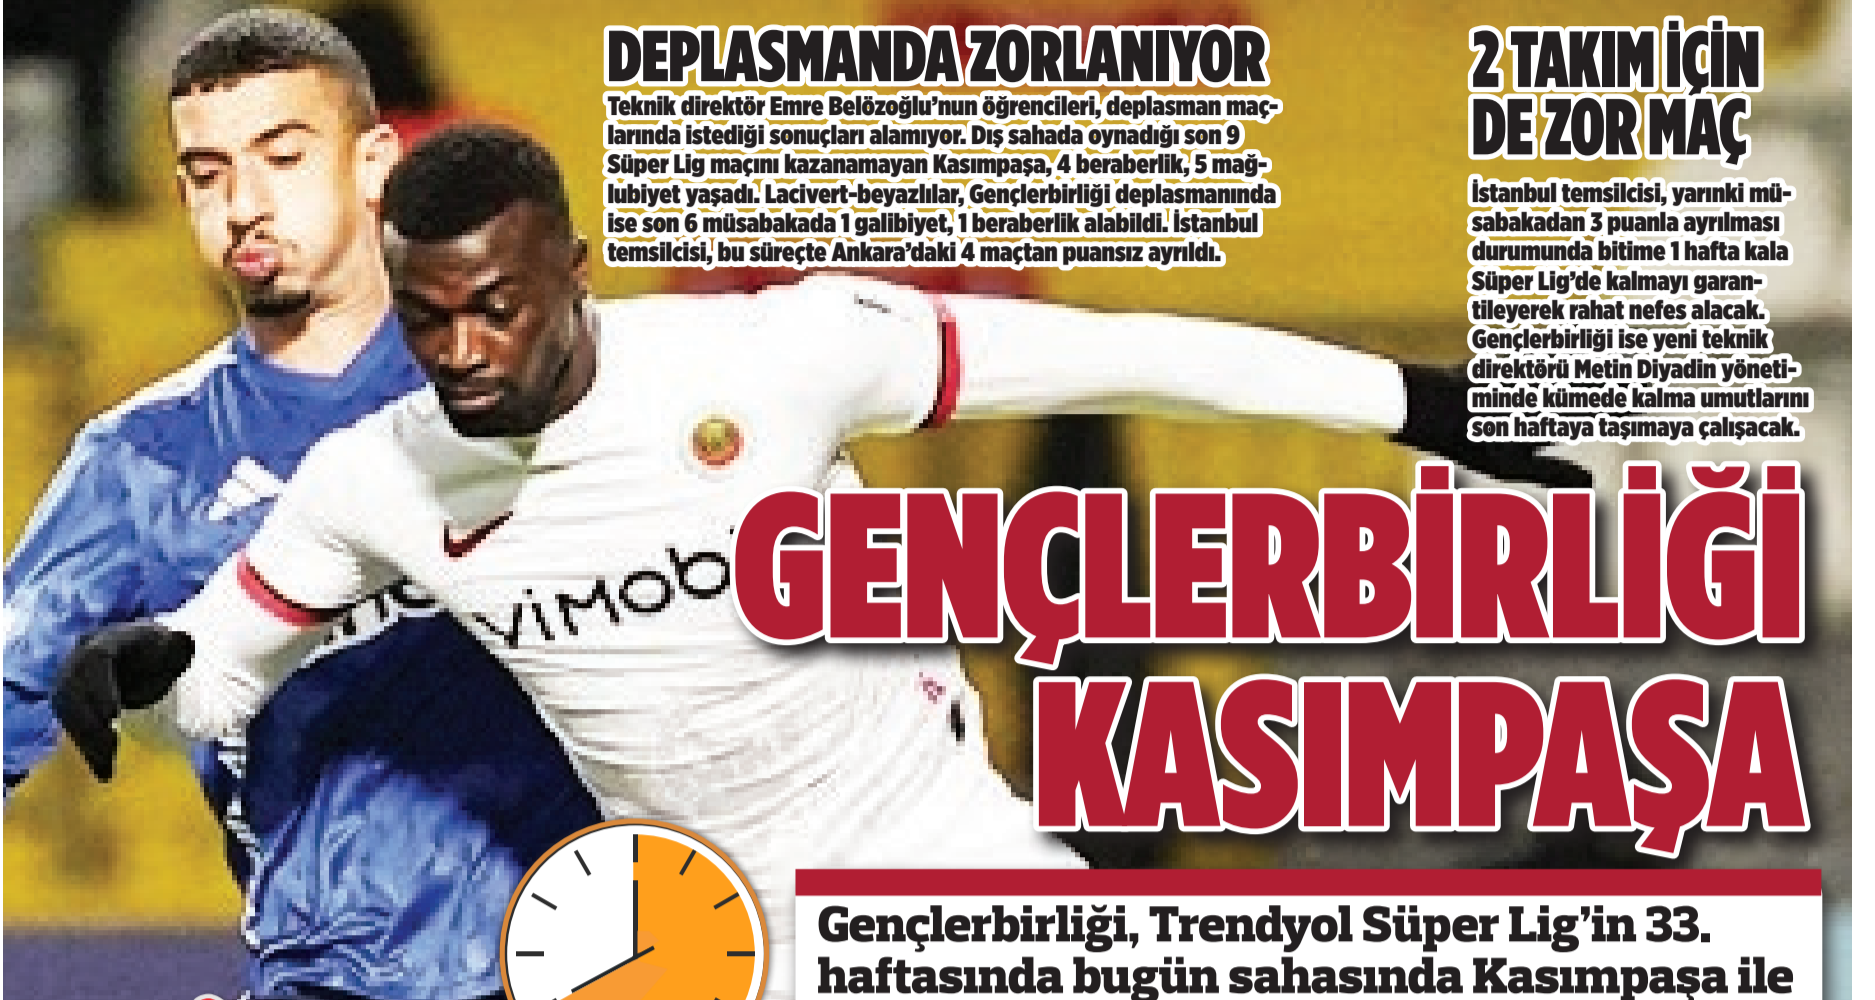 DEPLASMANDA ZORLANIYOR
Teknik direktör Emre Belözoğlu'nun öğrencileri, deplasman maç-
larında istediği sonuçları alamıyor. Dış sahada oynadığı son 9
Süper Lig maçını kazanamayan Kasımpaşa, 4 beraberlik, 5 mağ-
lubiyet yaşadı. Lacivert-beyazlılar, Gençlerbirliği deplasmanında
ise son 6 müsabakada 1 galibiyet, 1 beraberlik alabildi. İstanbul
temsilcisi, bu süreçte Ankara'daki 4 maçtan puansız ayrıldı.
2 TAKIM İÇİN
DE ZOR MAÇ
İstanbul temsilcisi, yarınki mü-
sabakadan 3 puanla ayrılması
durumunda bitime 1 hafta kala
Süper Lig'de kalmayı garan-
tileyerek rahat nefes alacak.
Gençlerbirliği ise yeni teknik
direktörü Metin Diyadin yöneti-
minde kümede kalma umutlarını
son haftaya taşımaya çalışacak.
ViMob
GENÇLERBİRLİĞİ
KASIMPAŞA
Gençlerbirliği, Trendyol Süper Lig'in 33.
haftasında bugün sahasında Kasımpaşa ile